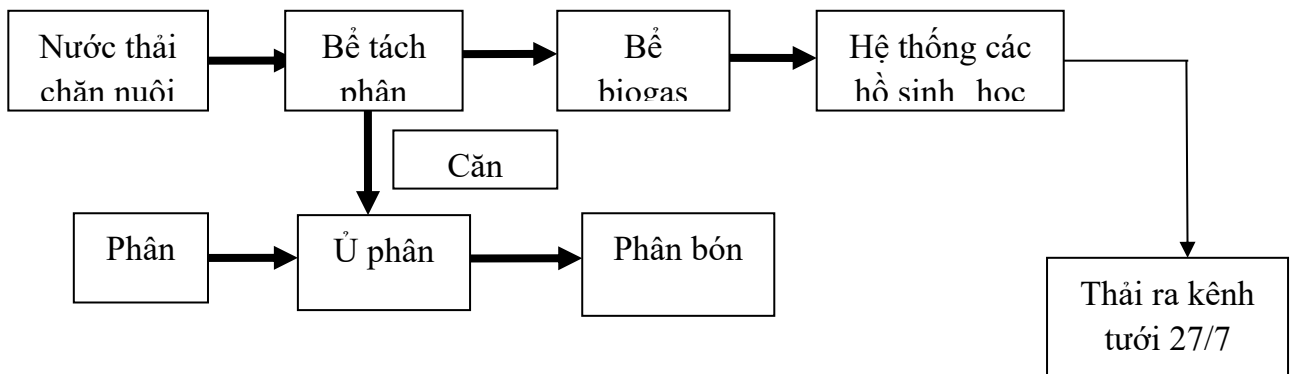 Nước thải
chăn nuôi
Bể tách
phân
Bể
biogas
Hệ thống các
hồ sinh học
Căn
Phân
Ủ phân
Phân bón
Thải ra kênh
tưới 27/7